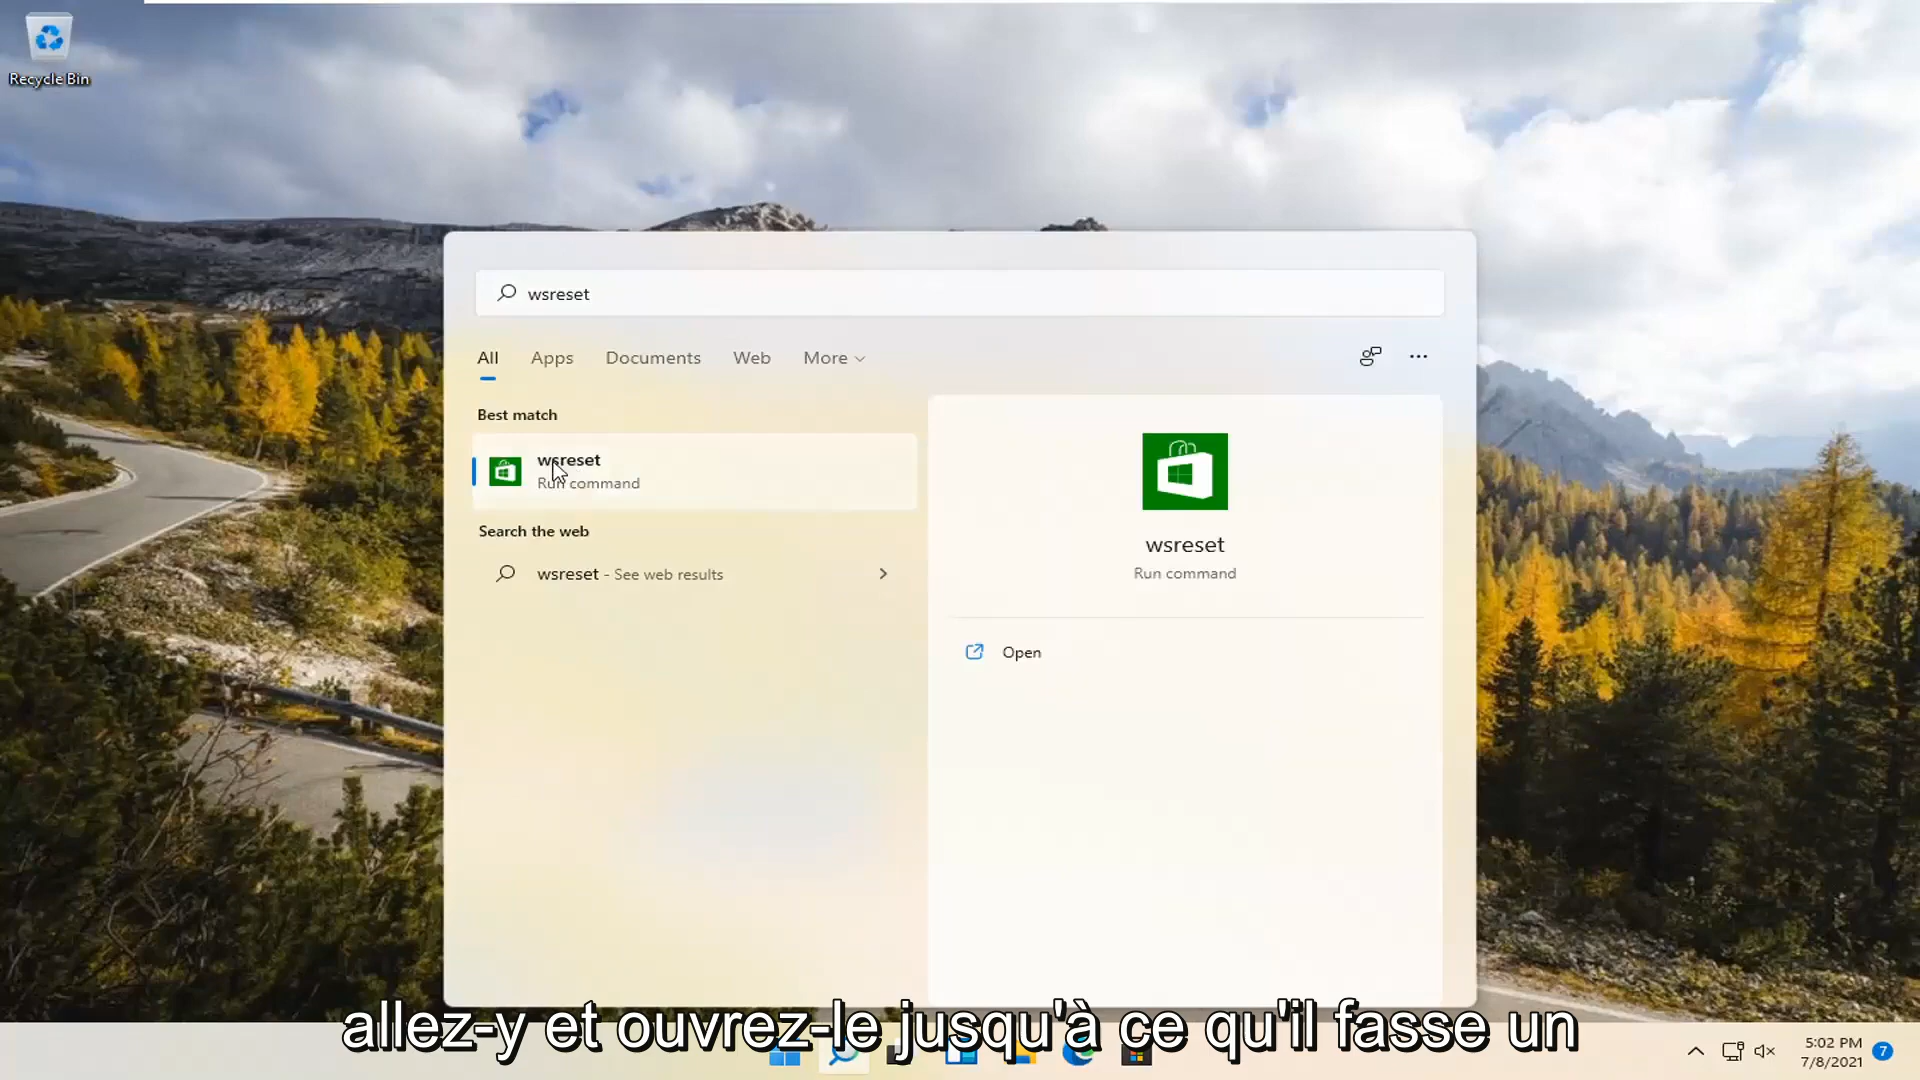 Recycle Bin
wsreset
All Apps Documents Web More
Best match
wsreset
Run command
Search the web
wsreset - See web results
wsreset
Run command
Open
allez-y et ouvrez-le jusqu'à ce qu'il fasse un
5:02 PM
7/8/2021
7